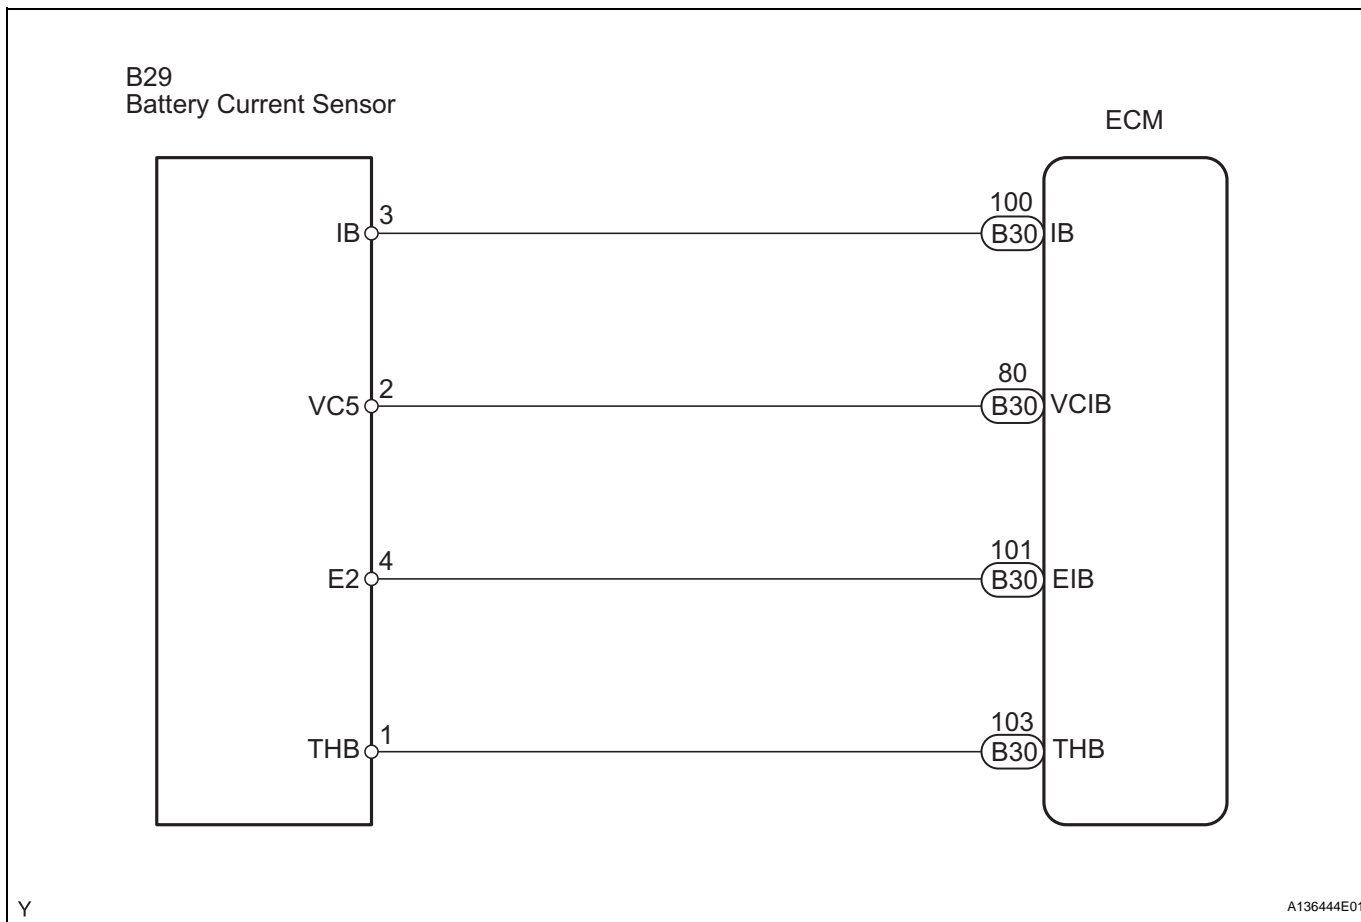 B29
Battery Current Sensor
ECM
IB 3 100 B30 IB
VC5 2 80 B30 VCIB
E2 4 101 B30 EIB
THB 1 103 B30 THB
Y
A136444E01